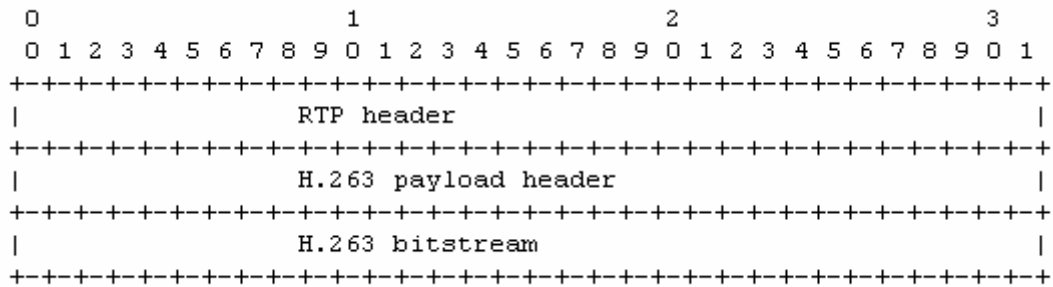 0                   1                   2                   3
 0 1 2 3 4 5 6 7 8 9 0 1 2 3 4 5 6 7 8 9 0 1 2 3 4 5 6 7 8 9 0 1
+-+-+-+-+-+-+-+-+-+-+-+-+-+-+-+-+-+-+-+-+-+-+-+-+-+-+-+-+-+-+-+-+
|                 RTP header                                    |
+-+-+-+-+-+-+-+-+-+-+-+-+-+-+-+-+-+-+-+-+-+-+-+-+-+-+-+-+-+-+-+-+
|                 H.263 payload header                          |
+-+-+-+-+-+-+-+-+-+-+-+-+-+-+-+-+-+-+-+-+-+-+-+-+-+-+-+-+-+-+-+-+
|                 H.263 bitstream                               |
+-+-+-+-+-+-+-+-+-+-+-+-+-+-+-+-+-+-+-+-+-+-+-+-+-+-+-+-+-+-+-+-+